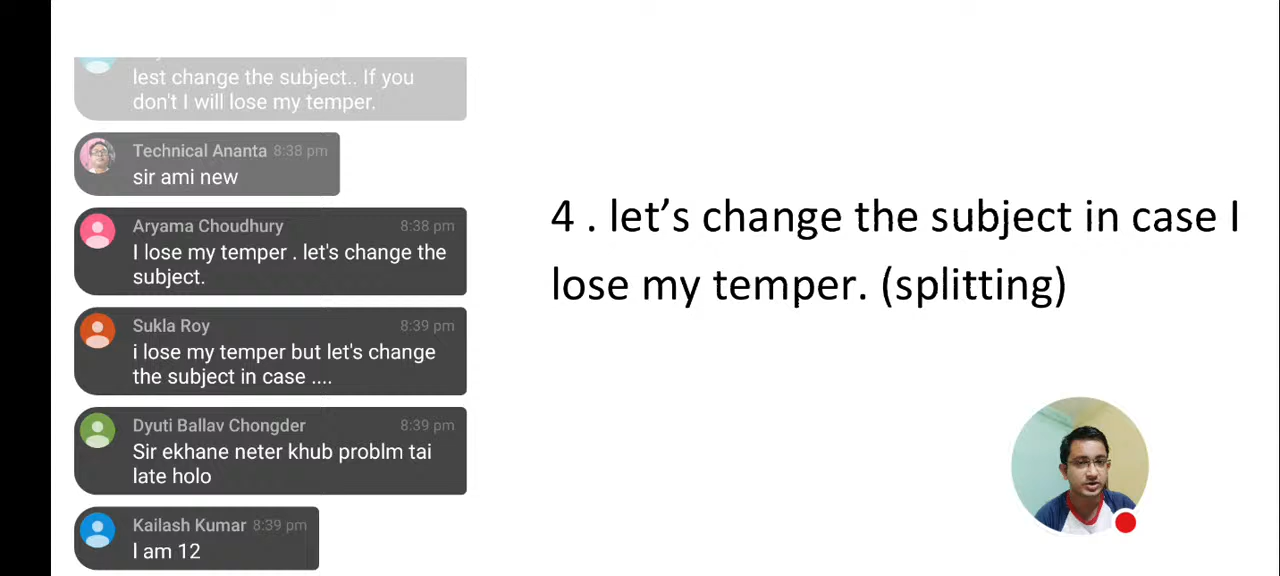 lest change the subject.. If you
don't I will lose my temper.
Technical Ananta 8:38 pm
sir ami new
Aryama Choudhury 8:38 pm
I lose my temper . let's change the
subject.
Sukla Roy 8:39 pm
i lose my temper but let's change
the subject in case ....
Dyuti Ballav Chongder 8:39 pm
Sir ekhane neter khub problm tai
late holo
Kailash Kumar 8:39 pm
I am 12
4 . let’s change the subject in case I
lose my temper. (splitting)